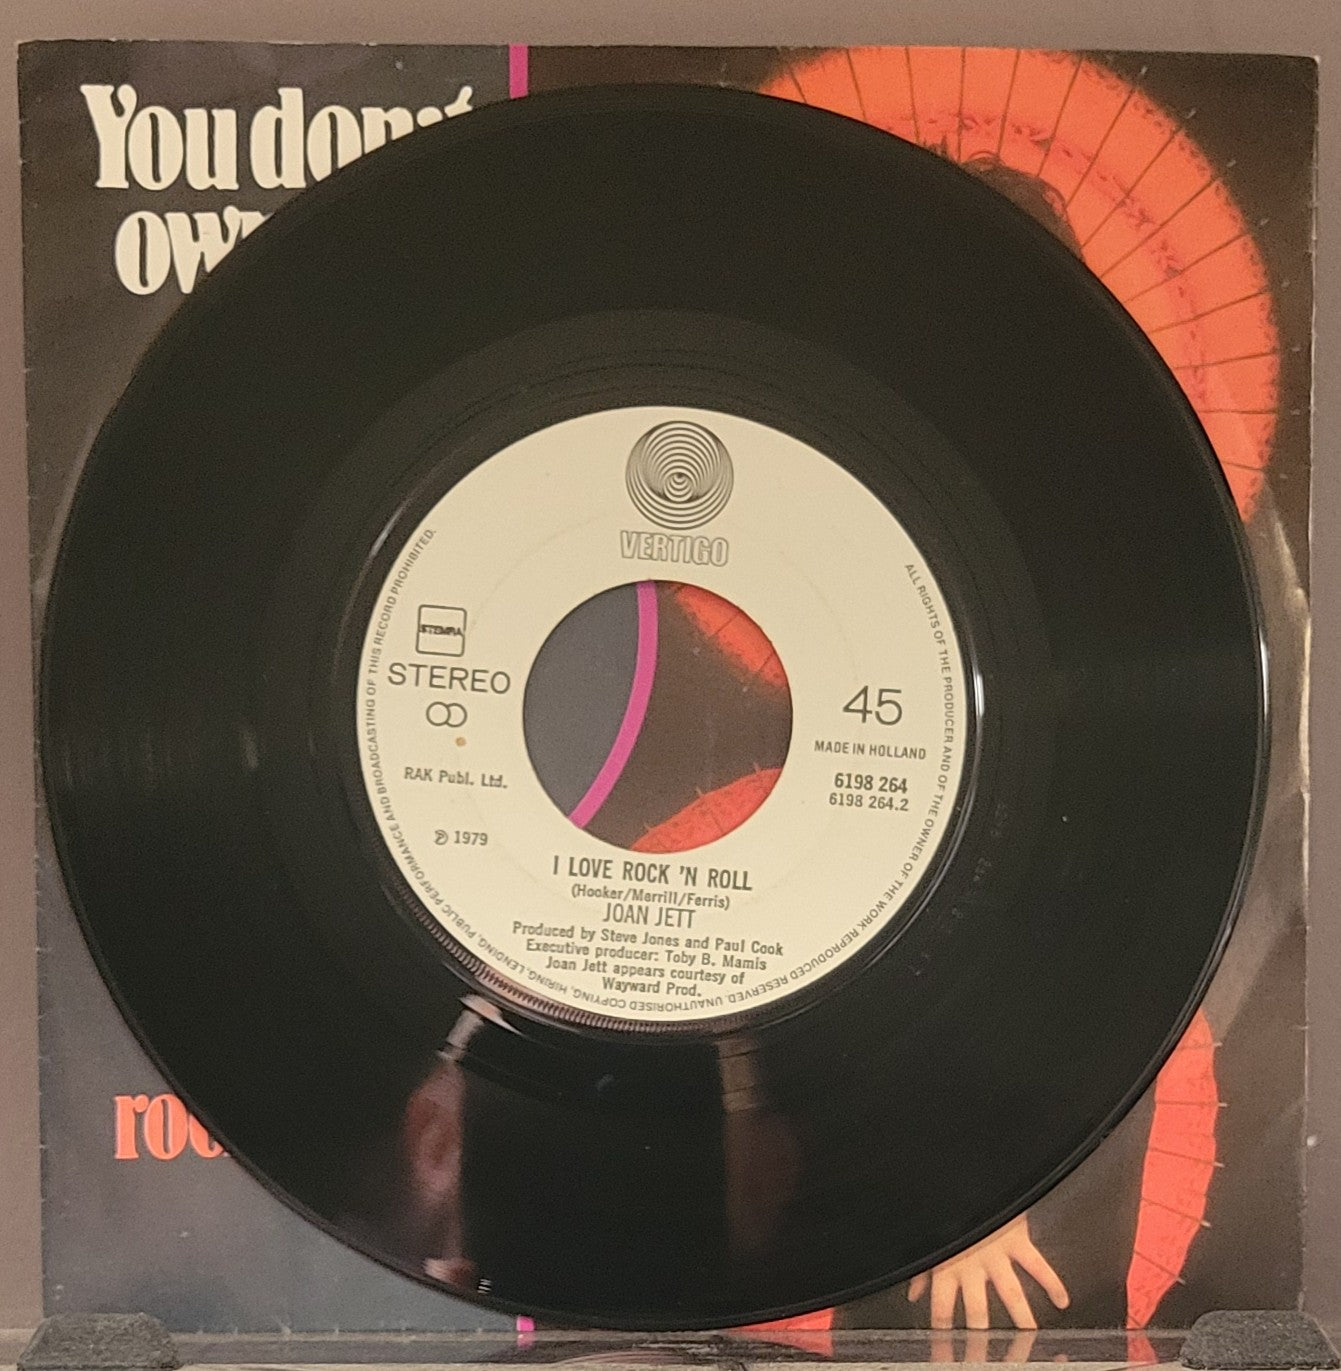 You don't
own
VERTIGO
STEMRA
STEREO
45
MADE IN HOLLAND
RAK Publ. Ltd.
6198 264
6198 264.2
℗ 1979
I LOVE ROCK 'N ROLL
(Hooker/Merrill/Ferris)
JOAN JETT
Produced by Steve Jones and Paul Cook
Executive producer: Toby B. Mamis
Joan Jett appears courtesy of
Wayward Prod.
ALL RIGHTS OF THE PRODUCER AND OF THE OWNER OF THE WORK REPRODUCED RESERVED. UNAUTHORISED COPYING, HIRING, LENDING, PUBLIC PERFORMANCE AND BROADCASTING OF THIS RECORD PROHIBITED.